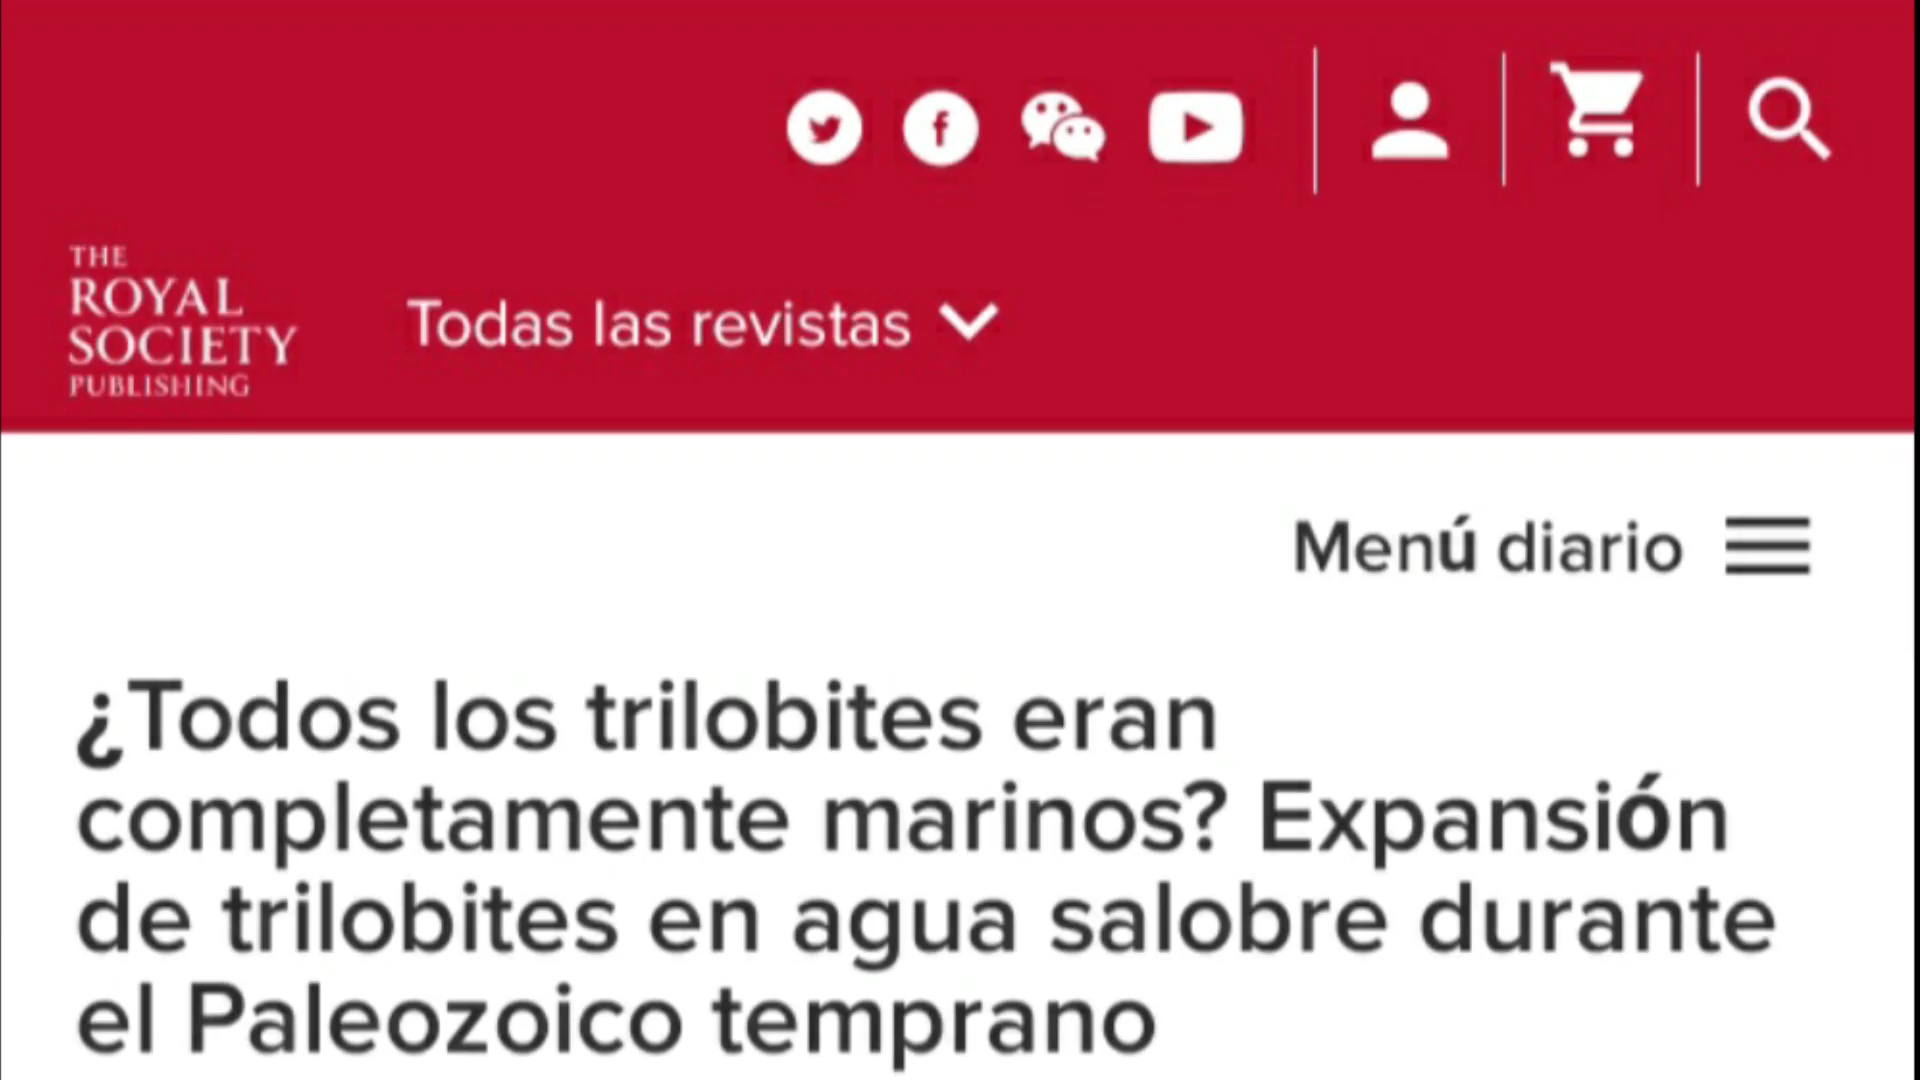 THE
ROYAL
SOCIETY
PUBLISHING
Todas las revistas
Menú diario
¿Todos los trilobites eran
completamente marinos? Expansión
de trilobites en agua salobre durante
el Paleozoico temprano